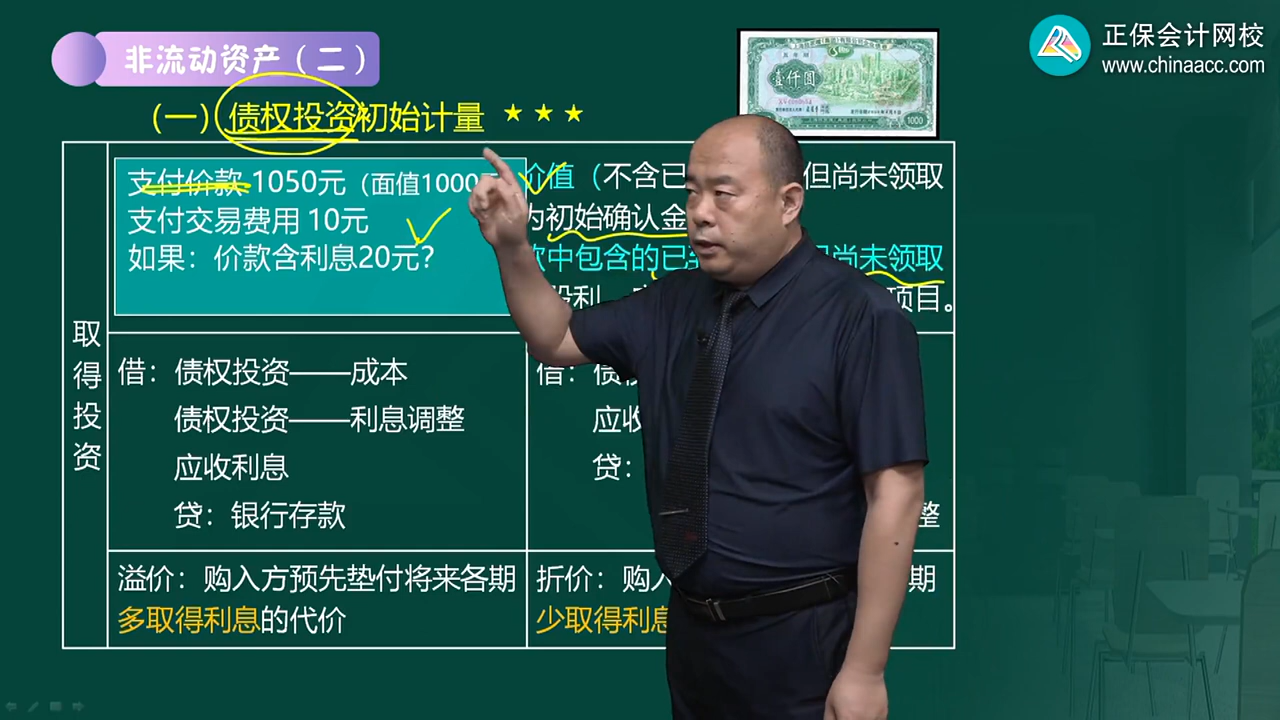 非流动资产（二）
正保会计网校
www.chinaacc.com
壹仟圆
1000
（一）债权投资初始计量 ★ ★ ★
支付价款 1050元（面值1000
支付交易费用 10元
如果：价款含利息20元？
价值（不含已
但尚未领取
为初始确认金
款中包含的已
尚未领取
股利
项目。
取得投资
借：债权投资——成本
债权投资——利息调整
应收利息
贷：银行存款
借：债
应收
贷：
整
溢价：购入方预先垫付将来各期
多取得利息的代价
折价：购
期
少取得利息